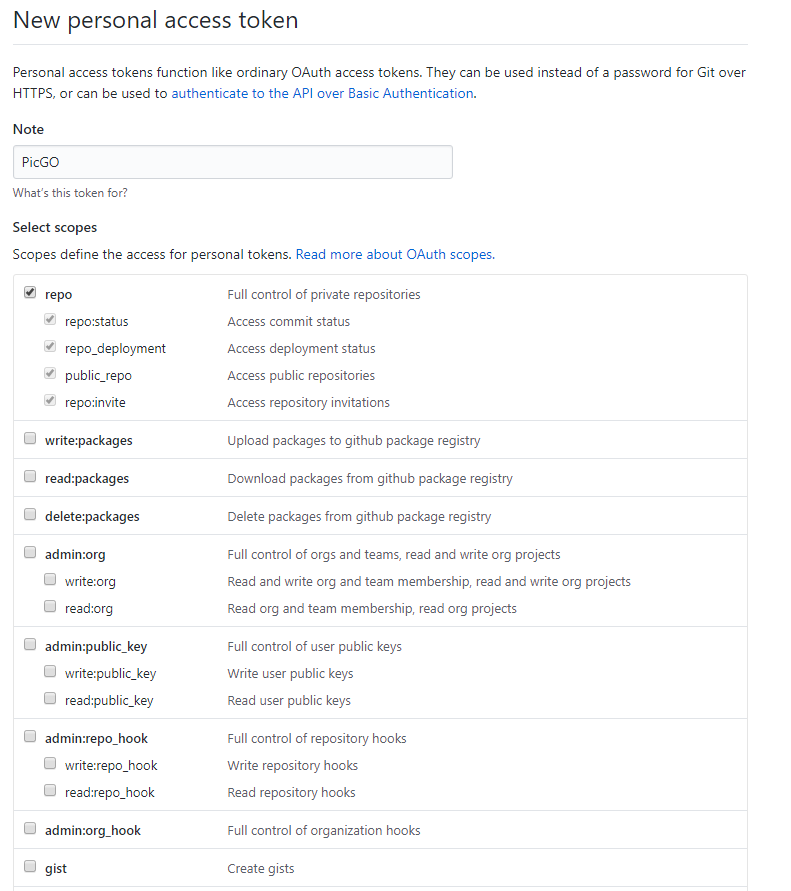 New personal access token
Personal access tokens function like ordinary OAuth access tokens. They can be used instead of a password for Git over
HTTPS, or can be used to authenticate to the API over Basic Authentication.
Note
PicGO
What's this token for?
Select scopes
Scopes define the access for personal tokens. Read more about OAuth scopes.
repo Full control of private repositories
repo:status Access commit status
repo_deployment Access deployment status
public_repo Access public repositories
repo:invite Access repository invitations
write:packages Upload packages to github package registry
read:packages Download packages from github package registry
delete:packages Delete packages from github package registry
admin:org Full control of orgs and teams, read and write org projects
write:org Read and write org and team membership, read and write org projects
read:org Read org and team membership, read org projects
admin:public_key Full control of user public keys
write:public_key Write user public keys
read:public_key Read user public keys
admin:repo_hook Full control of repository hooks
write:repo_hook Write repository hooks
read:repo_hook Read repository hooks
admin:org_hook Full control of organization hooks
gist Create gists